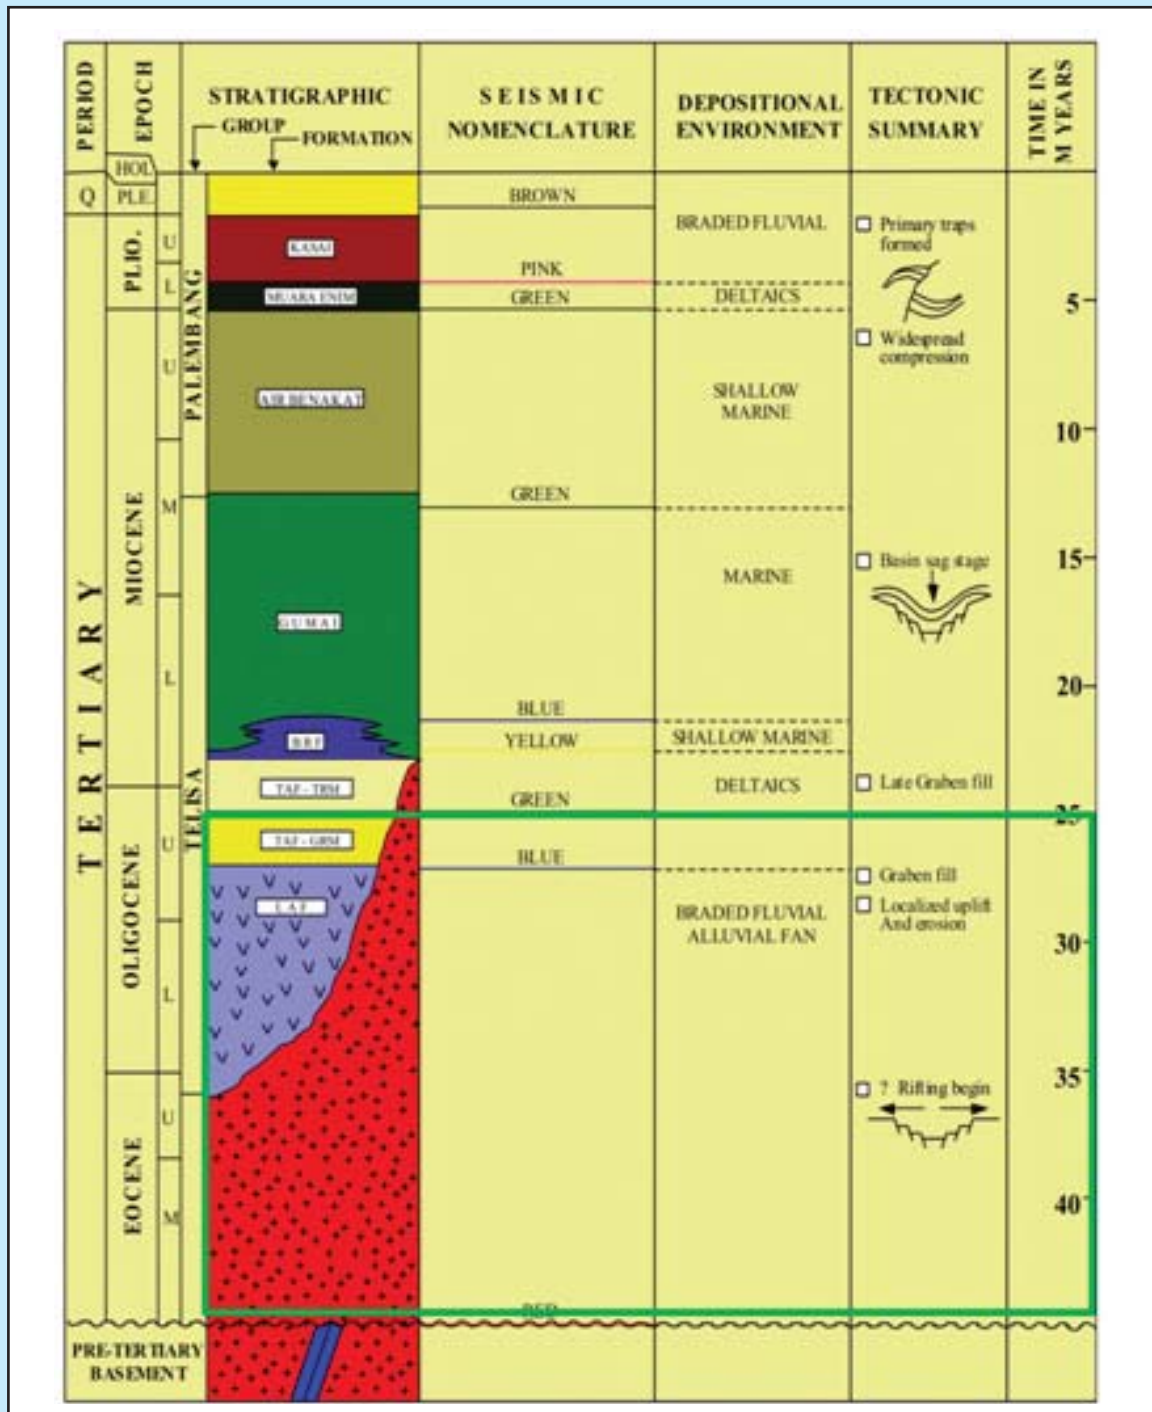 PERIOD
EPOCH
STRATIGRAPHIC
GROUP
FORMATION
SEISMIC
NOMENCLATURE
DEPOSITIONAL
ENVIRONMENT
TECTONIC
SUMMARY
TIME IN
M YEARS
HOL
Q
PLE.
BROWN
PLIO.
U
L
KASAI
PINK
MUARA ENIM
GREEN
BRADED FLUVIAL
DELTAICS
Primary traps
formed
5
PALEMBANG
TERTIARY
MIOCENE
U
M
L
AIR BENAKAT
SHALLOW
MARINE
Widespread
compression
10
GREEN
GUMAI
MARINE
Basin sag stage
15
20
BLUE
BRF
YELLOW
SHALLOW MARINE
TELISA
TAF - TRM
DELTAICS
Late Graben fill
GREEN
25
OLIGOCENE
U
L
TAF - GRM
BLUE
LAF
BRADED FLUVIAL
ALLUVIAL FAN
Graben fill
Localized uplift
And erosion
30
35
EOCENE
U
M
? Rifting begin
40
RED
PRE-TERTIARY
BASEMENT